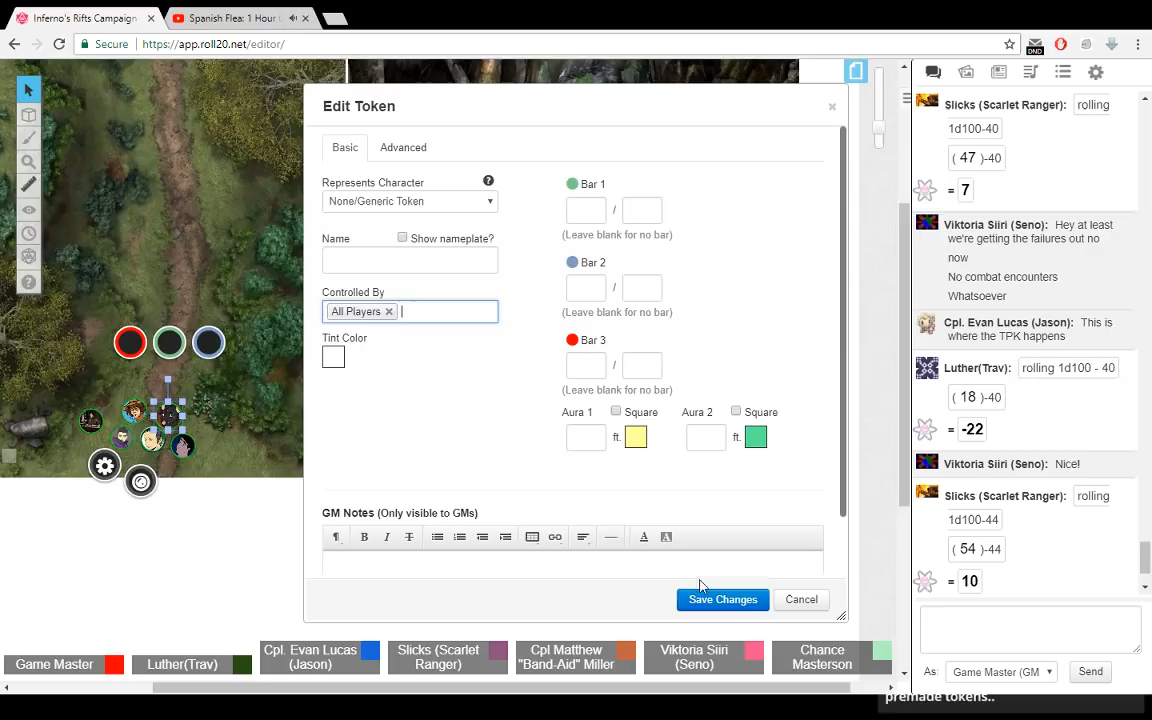 Inferno's Rifts Campaign
Spanish Flea: 1 Hour
Secure
https://app.roll20.net/editor/
DND
Edit Token
Basic
Advanced
Represents Character
None/Generic Token
Name
Show nameplate?
Controlled By
All Players
Tint Color
Bar 1
/
(Leave blank for no bar)
Bar 2
/
(Leave blank for no bar)
Bar 3
/
(Leave blank for no bar)
Aura 1
Square
Aura 2
Square
ft.
ft.
GM Notes (Only visible to GMs)
Save Changes
Cancel
Slicks (Scarlet Ranger): rolling
1d100-40
( 47 )-40
= 7
Viktoria Siiri (Seno): Hey at least
we're getting the failures out no
now
No combat encounters
Whatsoever
Cpl. Evan Lucas (Jason): This is
where the TPK happens
Luther(Trav): rolling 1d100 - 40
( 18 )-40
= -22
Viktoria Siiri (Seno): Nice!
Slicks (Scarlet Ranger): rolling
1d100-44
( 54 )-44
= 10
As: Game Master (GM
Send
Game Master
Luther(Trav)
Cpl. Evan Lucas
(Jason)
Slicks (Scarlet
Ranger)
Cpl Matthew
"Band-Aid" Miller
Viktoria Siiri
(Seno)
Chance
Masterson
premade tokens..